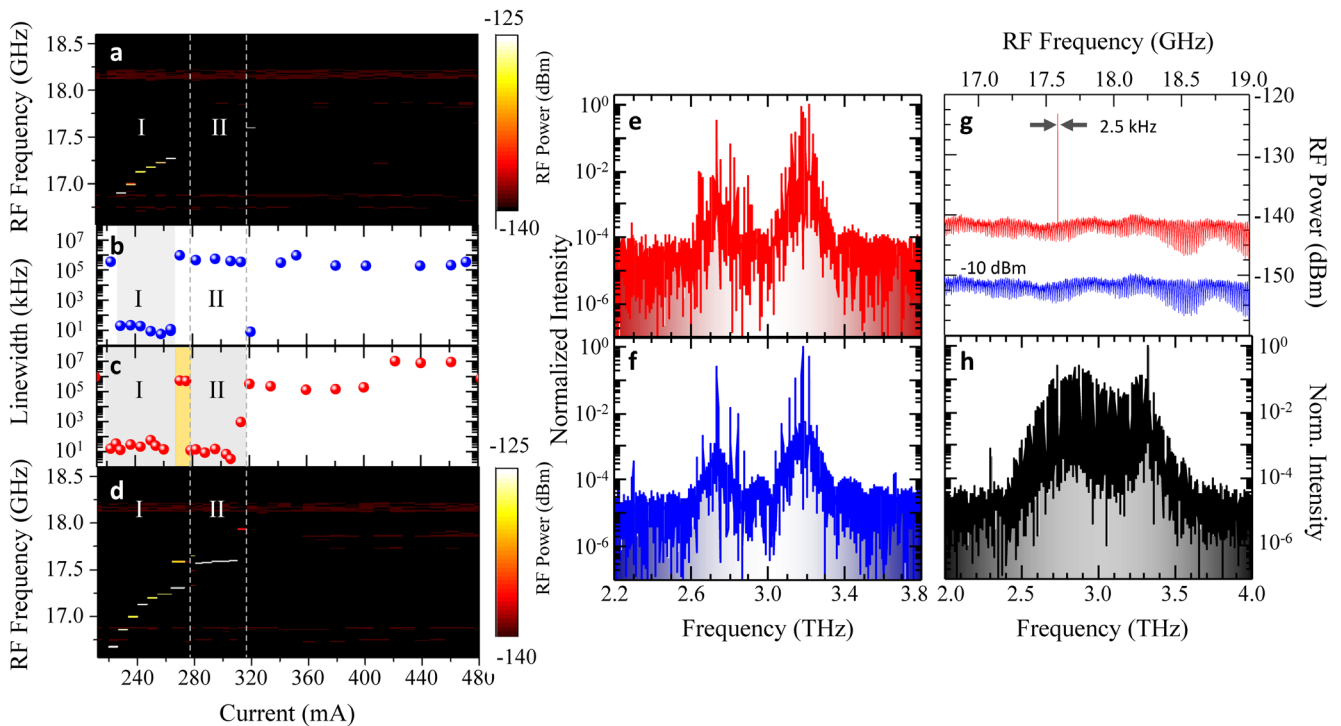 -125
18.5
a
18.0
I
II
17.5
17.0
RF Frequency (GHz)
RF Power (dBm)
-140
b
10⁷
10⁵
10³
10¹
I
II
Linewidth (kHz)
c
10⁷
10⁵
10³
10¹
I
II
-125
18.5
d
18.0
I
II
17.5
17.0
RF Frequency (GHz)
RF Power (dBm)
-140
240 280 320 360 400 440 480
Current (mA)
e
10⁰
10⁻²
10⁻⁴
10⁻⁶
Normalized Intensity
f
10⁰
10⁻²
10⁻⁴
10⁻⁶
2.2 2.6 3.0 3.4 3.8
Frequency (THz)
RF Frequency (GHz)
17.0 17.5 18.0 18.5 19.0
g
2.5 kHz
-10 dBm
-120
-130
-140
-150
-160
RF Power (dBm)
h
10⁰
10⁻²
10⁻⁴
10⁻⁶
Norm. Intensity
2.0 2.5 3.0 3.5 4.0
Frequency (THz)